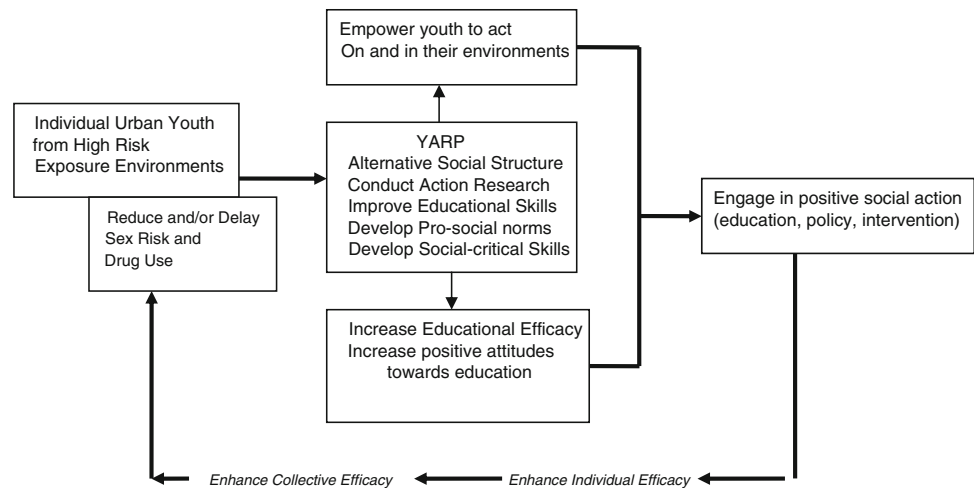 Empower youth to act
On and in their environments
Individual Urban Youth
from High Risk
Exposure Environments
Reduce and/or Delay
Sex Risk and
Drug Use
YARP
Alternative Social Structure
Conduct Action Research
Improve Educational Skills
Develop Pro-social norms
Develop Social-critical Skills
Increase Educational Efficacy
Increase positive attitudes
towards education
Engage in positive social action
(education, policy, intervention)
Enhance Collective Efficacy
Enhance Individual Efficacy